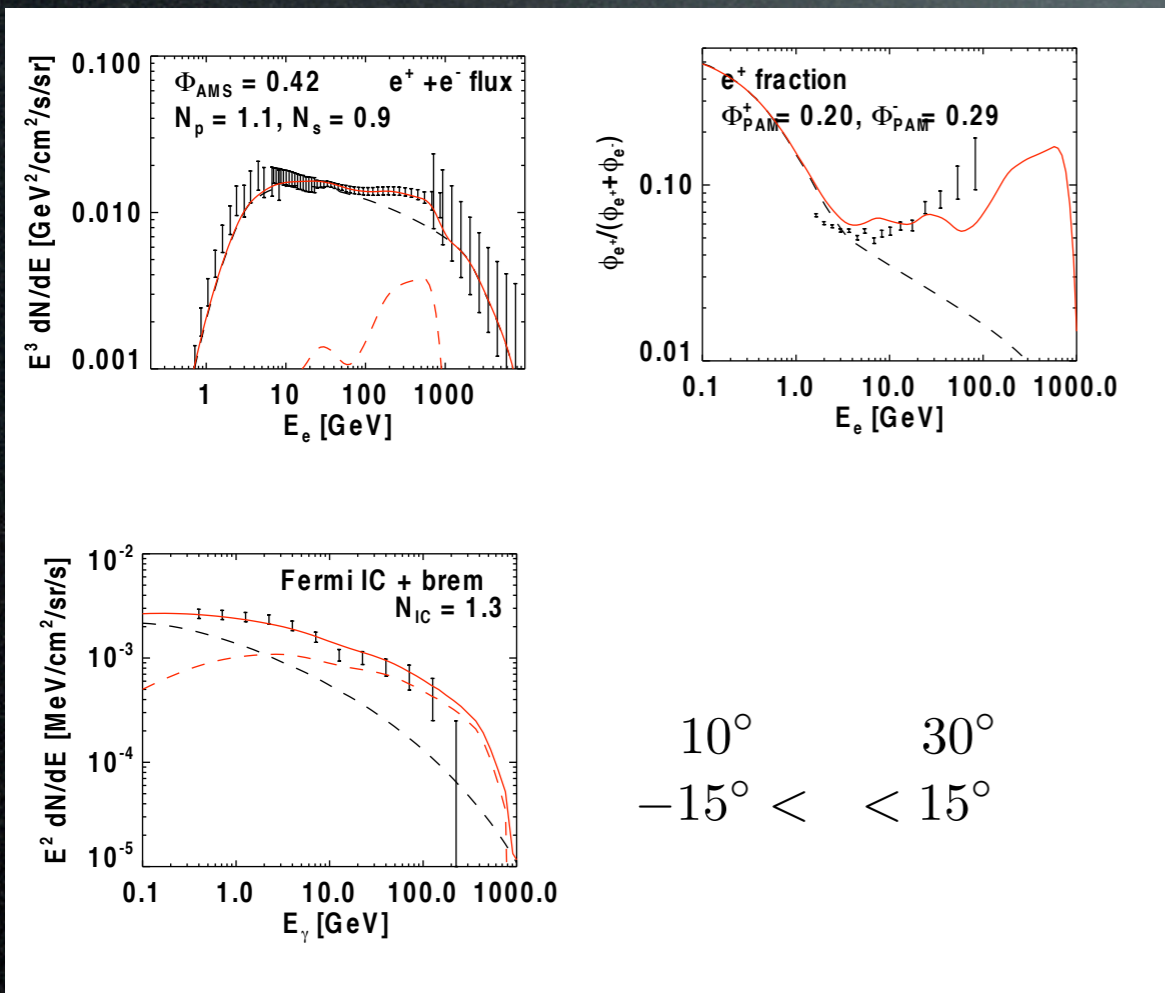 Φ_AMS = 0.42 e⁺ +e⁻ flux
N_p = 1.1, N_s = 0.9
0.100
0.010
0.001
E³ dN/dE [GeV²/cm²/s/sr]
1 10 100 1000
E_e [GeV]
e⁺ fraction
Φ⁺_PAM = 0.20, Φ⁻_PAM = 0.29
0.10
0.01
ϕ_e⁺/(ϕ_e⁺+ϕ_e⁻)
0.1 1.0 10.0 100.0 1000.0
E_e [GeV]
Fermi IC + brem
N_IC = 1.3
10⁻²
10⁻³
10⁻⁴
10⁻⁵
E² dN/dE [MeV/cm²/sr/s]
0.1 1.0 10.0 100.0 1000.0
E_γ [GeV]
10° 30°
−15° < < 15°